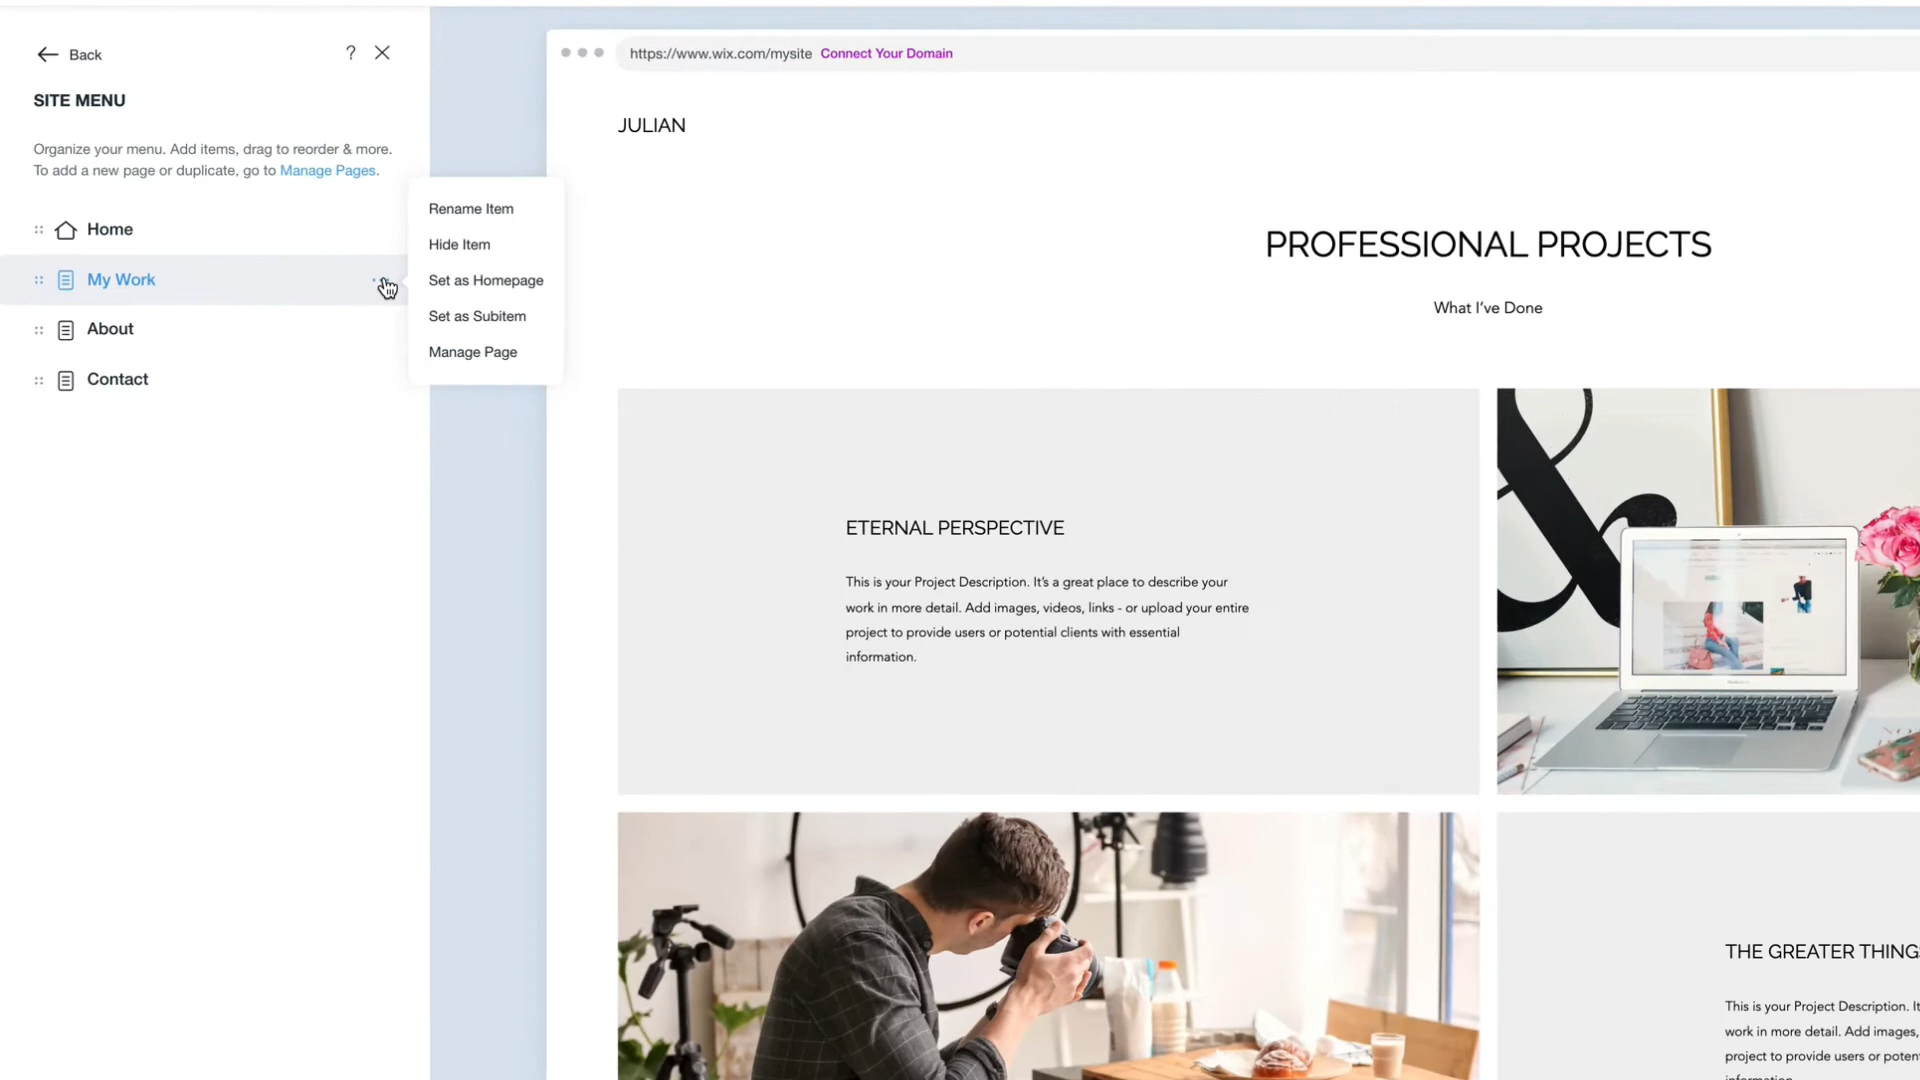 Back
?
SITE MENU
Organize your menu. Add items, drag to reorder & more.
To add a new page or duplicate, go to Manage Pages.
Home
My Work
About
Contact
Rename Item
Hide Item
Set as Homepage
Set as Subitem
Manage Page
https://www.wix.com/mysite Connect Your Domain
JULIAN
PROFESSIONAL PROJECTS
What I've Done
ETERNAL PERSPECTIVE
This is your Project Description. It's a great place to describe your
work in more detail. Add images, videos, links - or upload your entire
project to provide users or potential clients with essential
information.
THE GREATER THING
This is your Project Description. It
work in more detail. Add images,
project to provide users or poten
information.